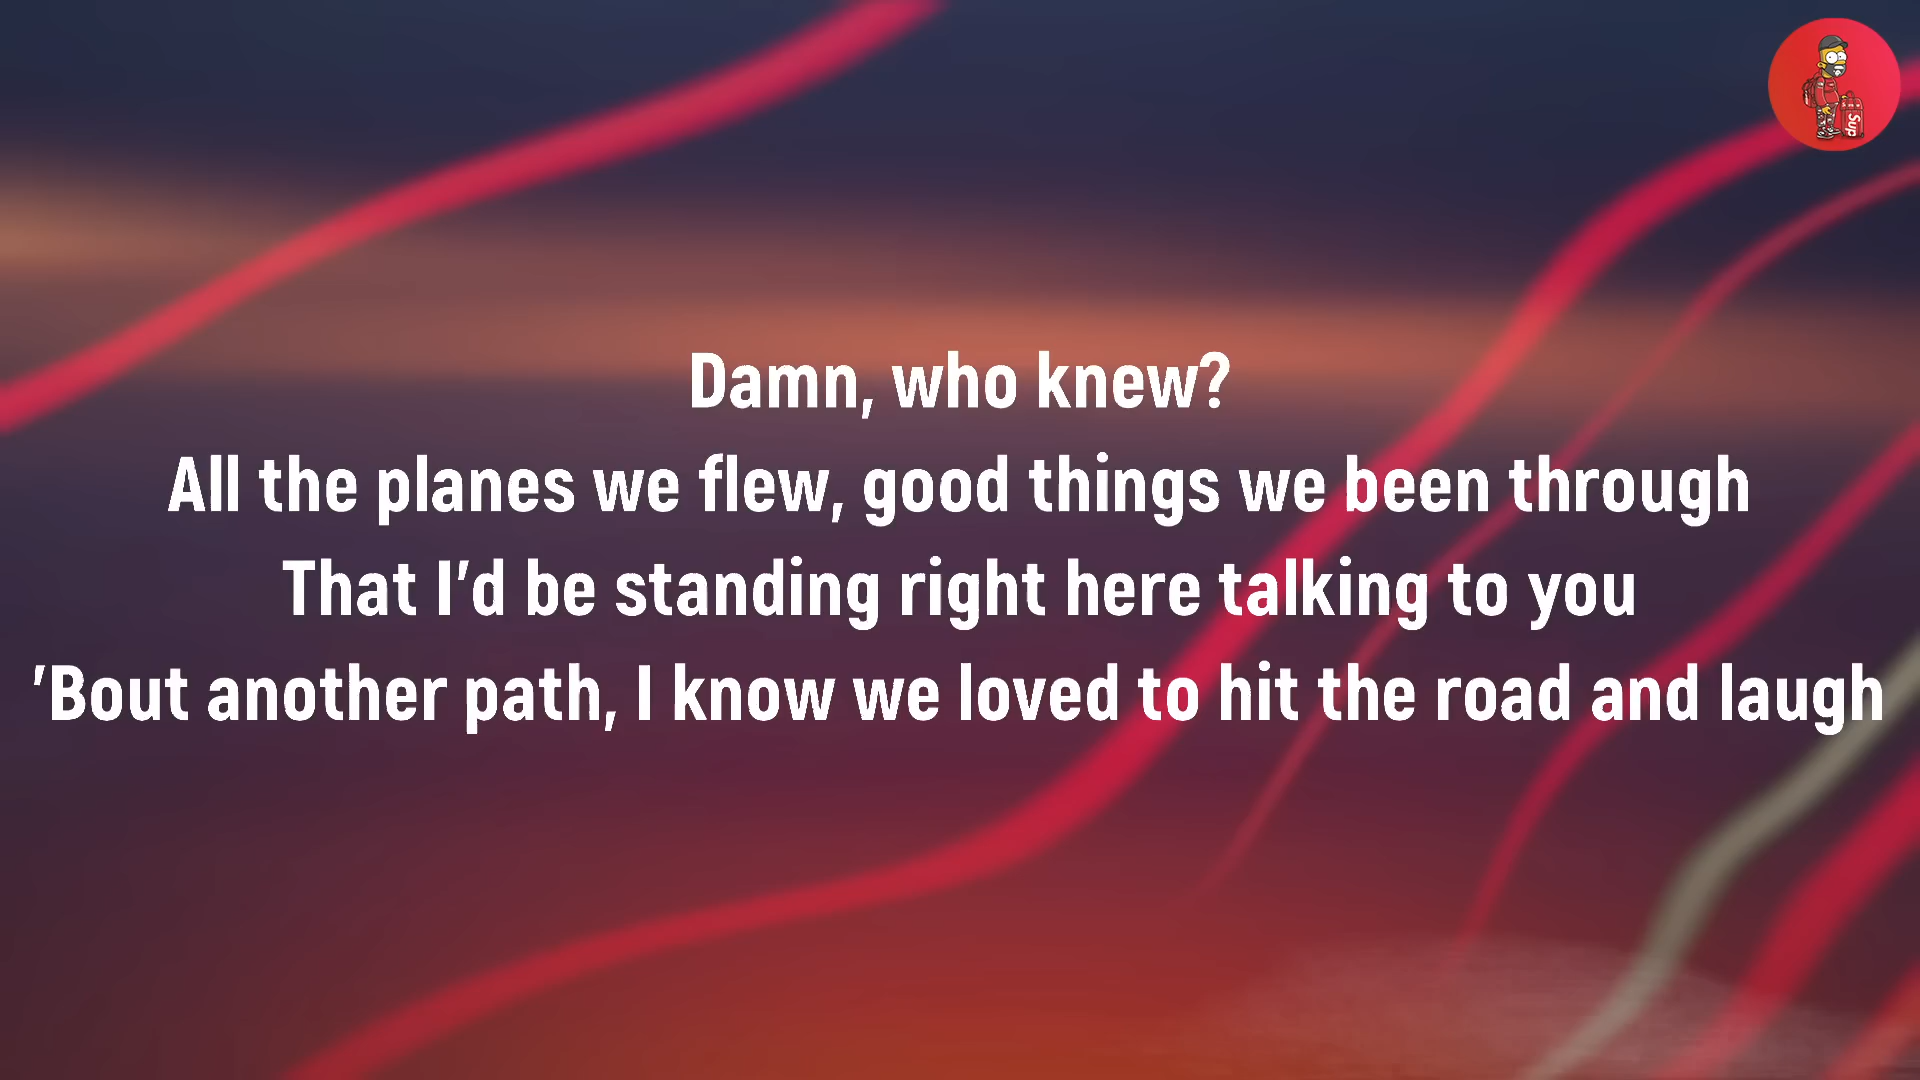 Sup
Damn, who knew?
All the planes we flew, good things we been through
That I'd be standing right here talking to you
'Bout another path, I know we loved to hit the road and laugh